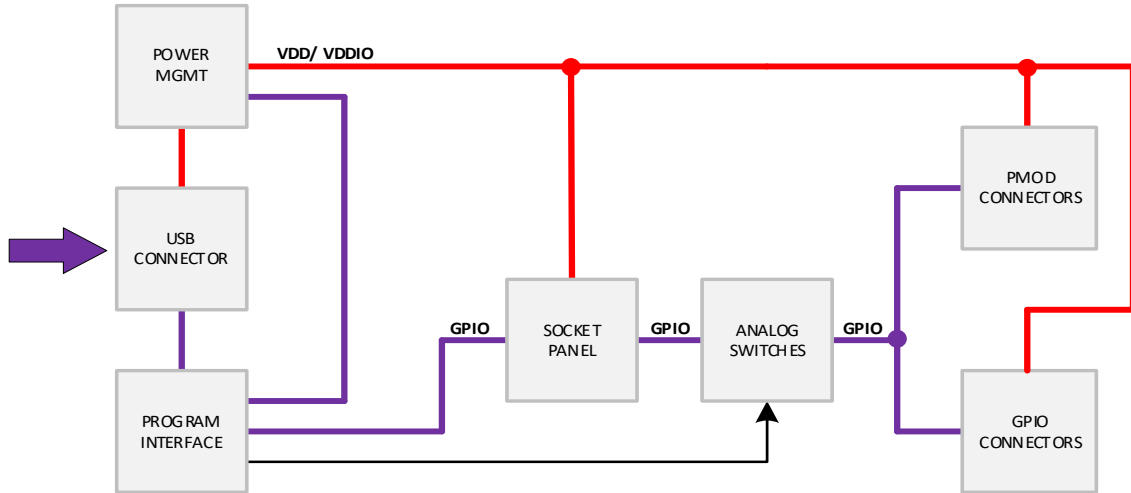 POWER
MGMT
VDD/ VDDIO
USB
CONNECTOR
PMOD
CONNECTORS
GPIO
SOCKET
PANEL
GPIO
ANALOG
SWITCHES
GPIO
PROGRAM
INTERFACE
GPIO
CONNECTORS